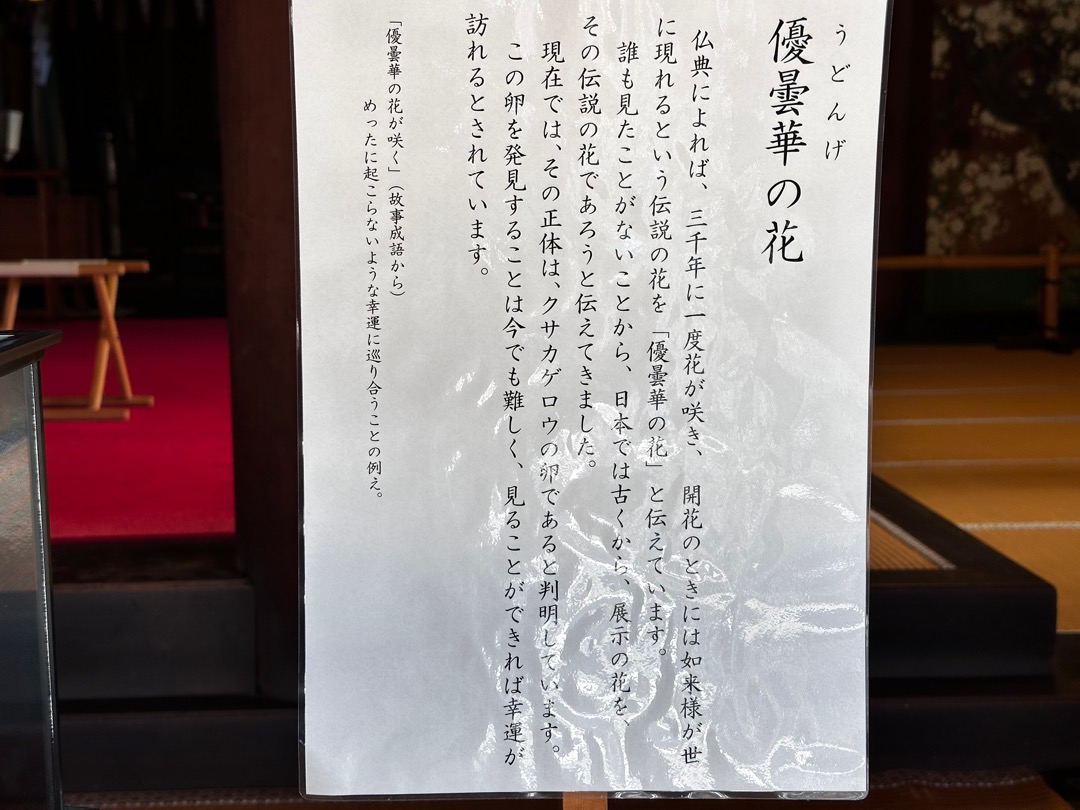 うどんげ
優曇華の花
仏典によれば、三千年に一度花が咲き、開花のときには如来様が世
に現れるという伝説の花を「優曇華の花」と伝えています。
誰も見たことがないことから、日本では古くから、展示の花を、
その伝説の花であろうと伝えてきました。
現在では、その正体は、クサカゲロウの卵であると判明しています。
この卵を発見することは今でも難しく、見ることができれば幸運が
訪れるとされています。
「優曇華の花が咲く」（故事成語から）
めったに起こらないような幸運に巡り合うことの例え。